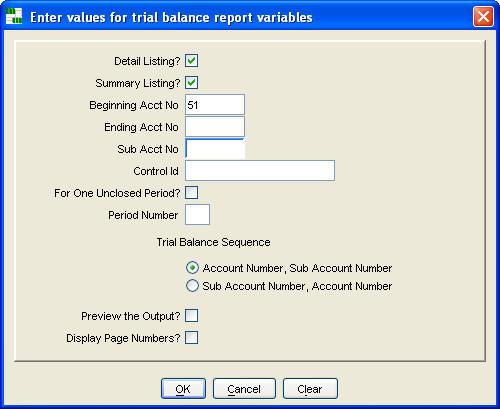 Enter values for trial balance report variables
Detail Listing?
Summary Listing?
Beginning Acct No 51
Ending Acct No
Sub Acct No
Control Id
For One Unclosed Period?
Period Number
Trial Balance Sequence
Account Number, Sub Account Number
Sub Account Number, Account Number
Preview the Output?
Display Page Numbers?
OK Cancel Clear